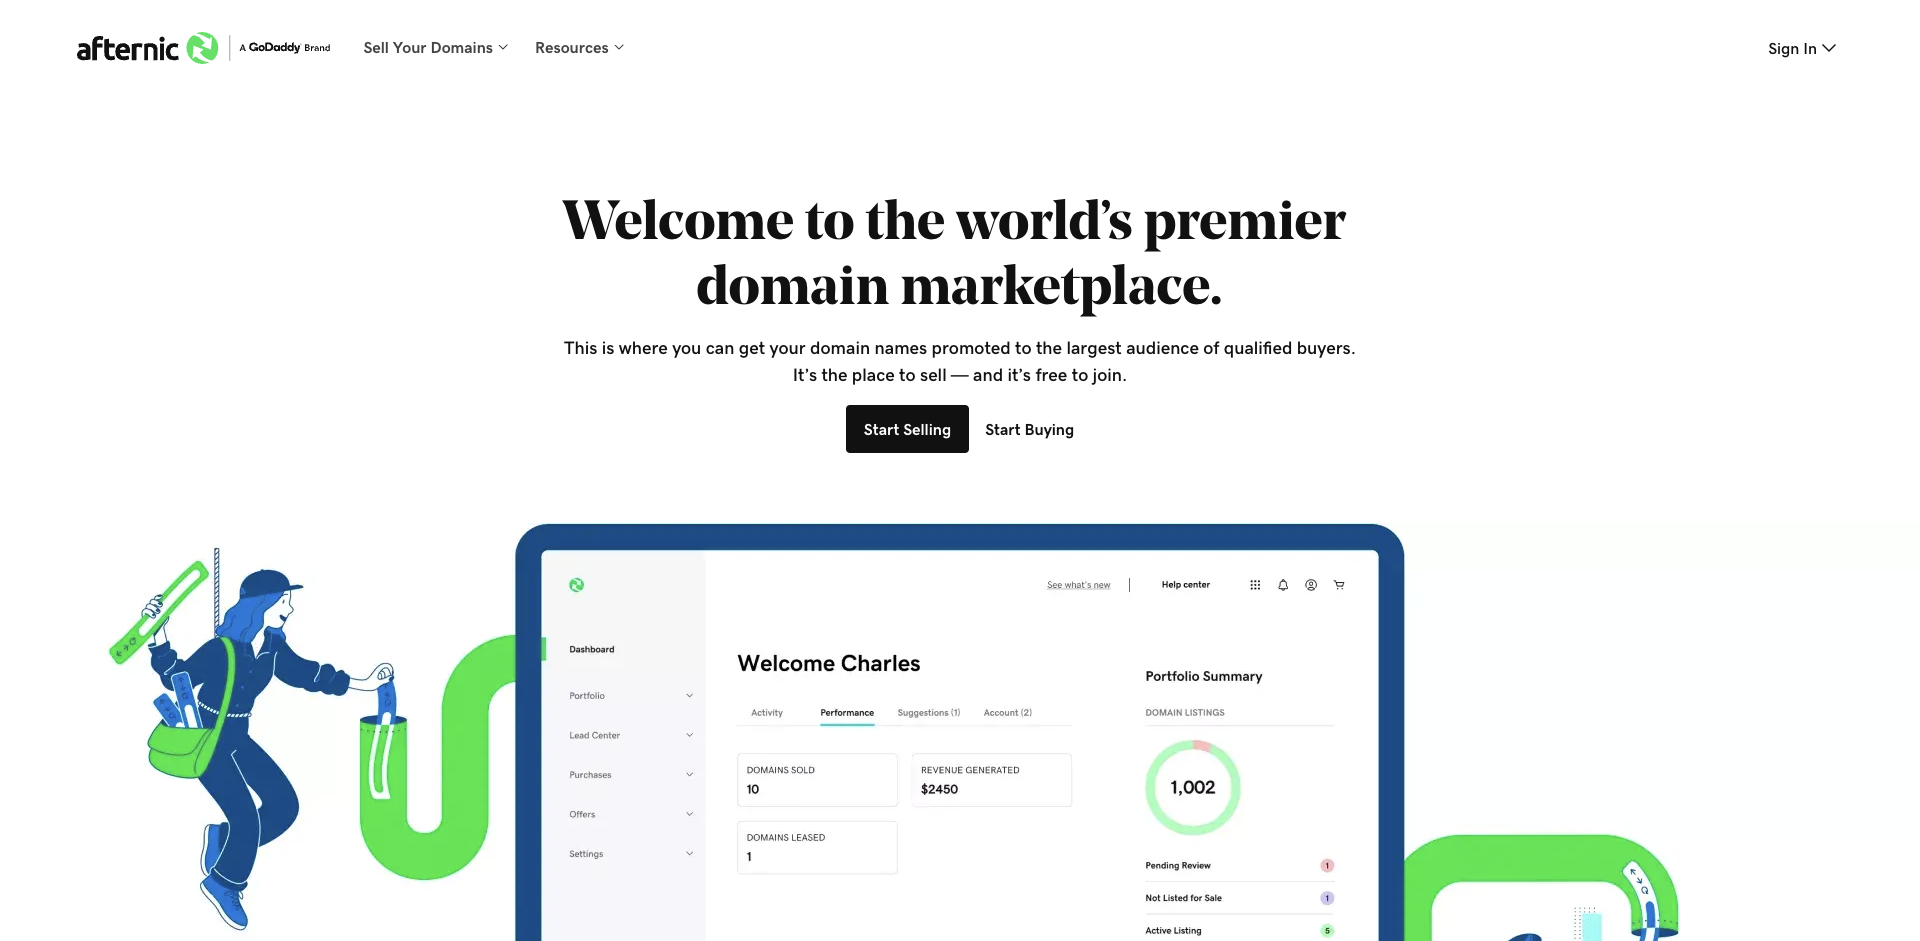 afternic
A GoDaddy Brand
Sell Your Domains
Resources
Sign In
Welcome to the world’s premier
domain marketplace.
This is where you can get your domain names promoted to the largest audience of qualified buyers.
It’s the place to sell — and it’s free to join.
Start Selling
Start Buying
See what's new
Help center
Dashboard
Portfolio
Lead Center
Purchases
Offers
Settings
Welcome Charles
Activity
Performance
Suggestions (1)
Account (2)
DOMAINS SOLD
10
REVENUE GENERATED
$2450
DOMAINS LEASED
1
Portfolio Summary
DOMAIN LISTINGS
1,002
Pending Review
1
Not Listed for Sale
1
Active Listing
5